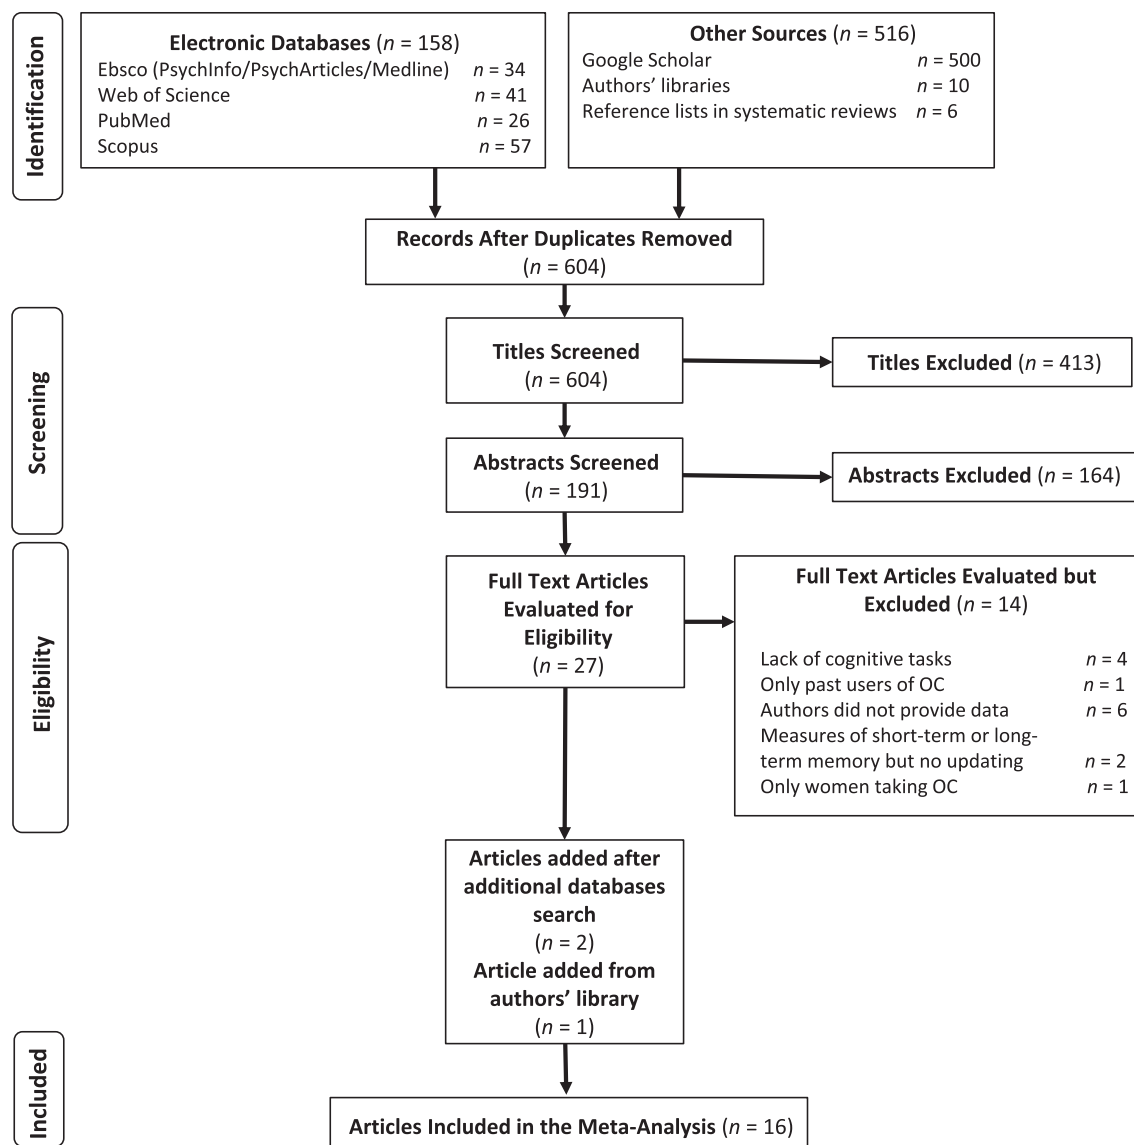 Identification
Electronic Databases (n = 158)
Ebsco (PsychInfo/PsychArticles/Medline) n = 34
Web of Science n = 41
PubMed n = 26
Scopus n = 57
Other Sources (n = 516)
Google Scholar n = 500
Authors' libraries n = 10
Reference lists in systematic reviews n = 6
Records After Duplicates Removed
(n = 604)
Screening
Titles Screened
(n = 604)
Titles Excluded (n = 413)
Abstracts Screened
(n = 191)
Abstracts Excluded (n = 164)
Eligibility
Full Text Articles
Evaluated for
Eligibility
(n = 27)
Full Text Articles Evaluated but
Excluded (n = 14)
Lack of cognitive tasks n = 4
Only past users of OC n = 1
Authors did not provide data n = 6
Measures of short-term or long-
term memory but no updating n = 2
Only women taking OC n = 1
Articles added after
additional databases
search
(n = 2)
Article added from
authors' library
(n = 1)
Included
Articles Included in the Meta-Analysis (n = 16)